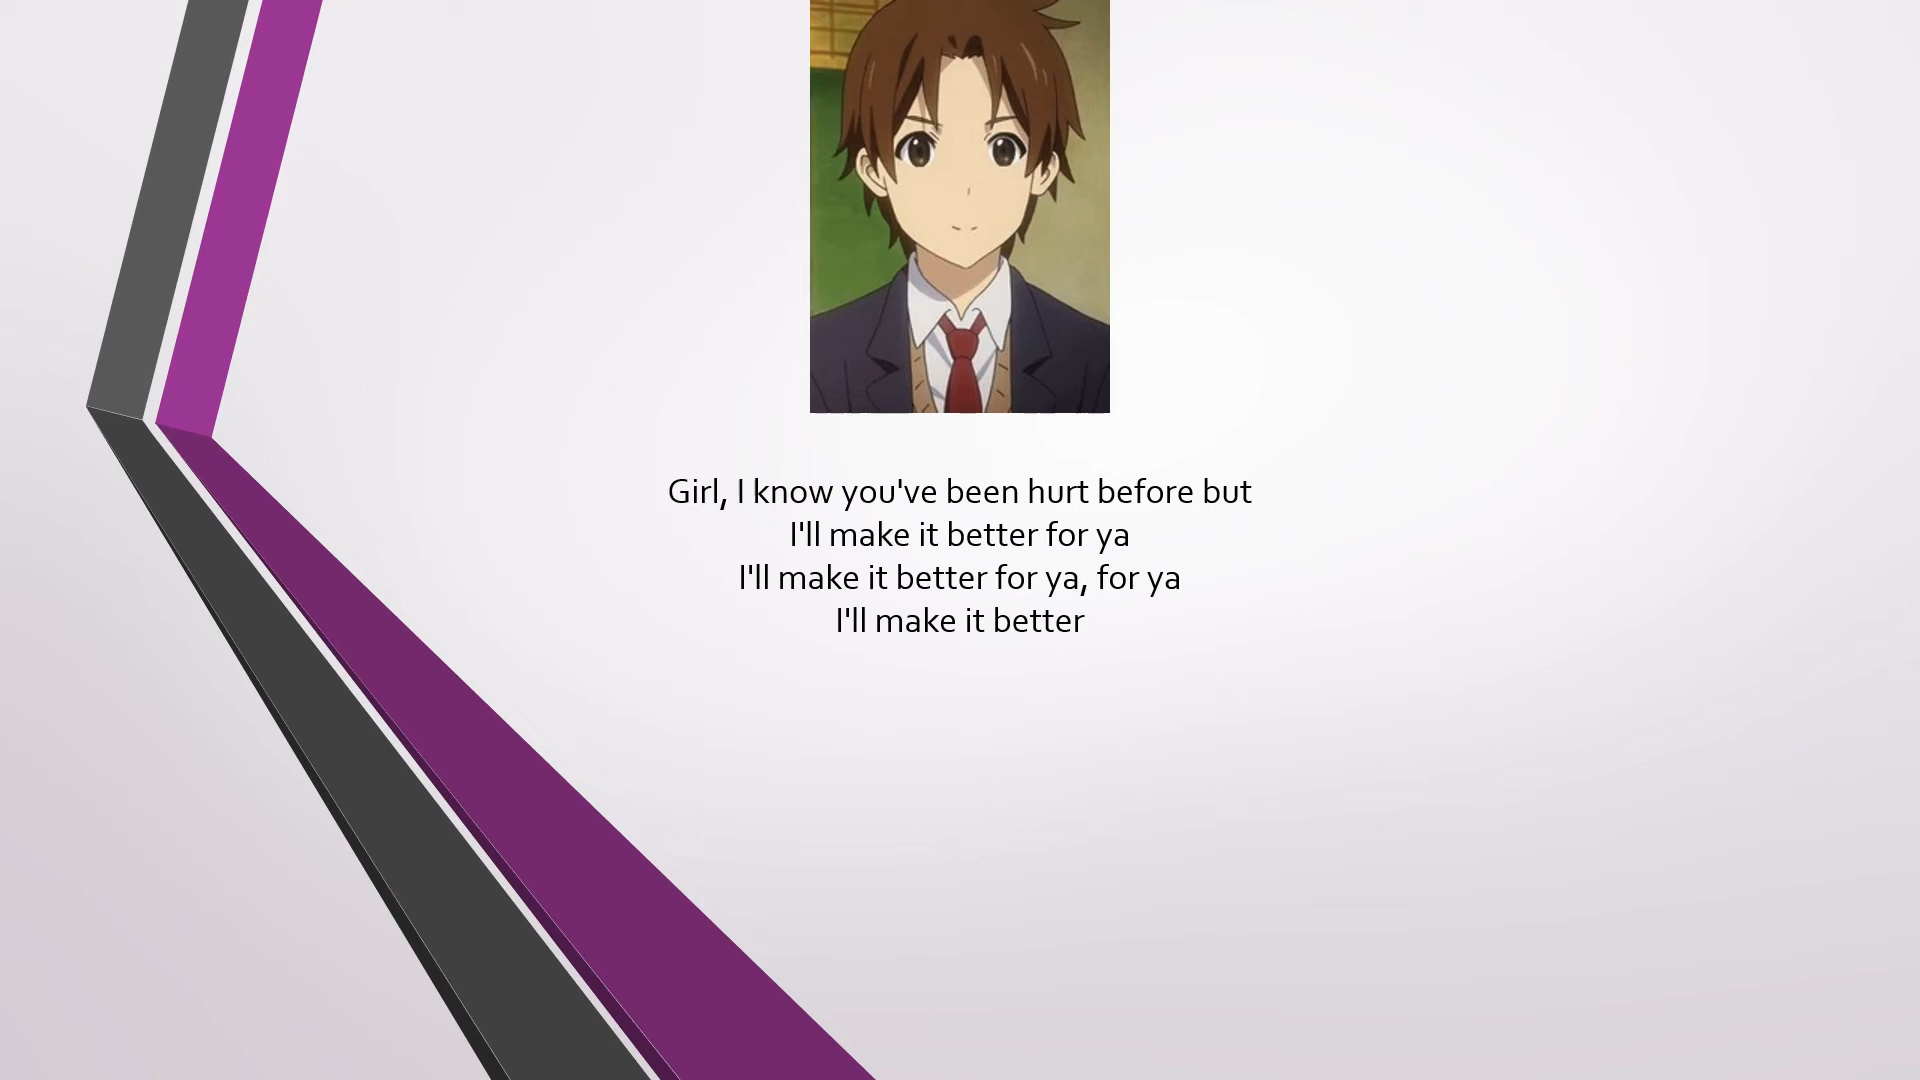 Girl, I know you've been hurt before but
I'll make it better for ya
I'll make it better for ya, for ya
I'll make it better